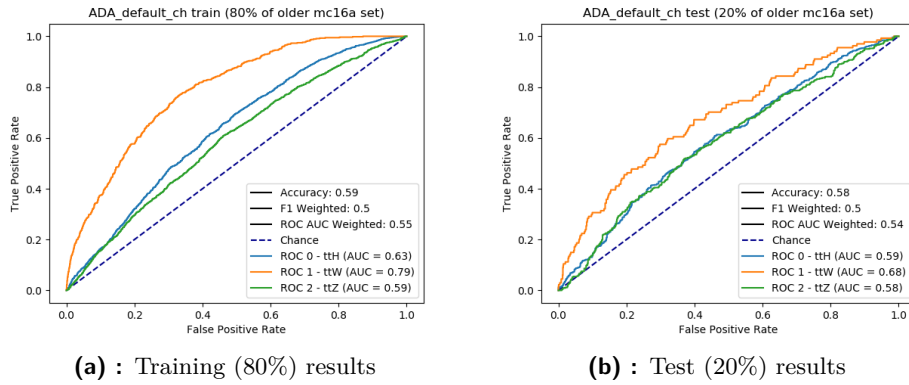 ADA_default_ch train (80% of older mc16a set)
1.0
0.8
0.6
0.4
0.2
0.0
True Positive Rate
Accuracy: 0.59
F1 Weighted: 0.5
ROC AUC Weighted: 0.55
Chance
ROC 0 - ttH (AUC = 0.63)
ROC 1 - ttW (AUC = 0.79)
ROC 2 - ttZ (AUC = 0.59)
0.0 0.2 0.4 0.6 0.8 1.0
False Positive Rate
(a) : Training (80%) results
ADA_default_ch test (20% of older mc16a set)
1.0
0.8
0.6
0.4
0.2
0.0
True Positive Rate
Accuracy: 0.58
F1 Weighted: 0.5
ROC AUC Weighted: 0.54
Chance
ROC 0 - ttH (AUC = 0.59)
ROC 1 - ttW (AUC = 0.68)
ROC 2 - ttZ (AUC = 0.58)
0.0 0.2 0.4 0.6 0.8 1.0
False Positive Rate
(b) : Test (20%) results